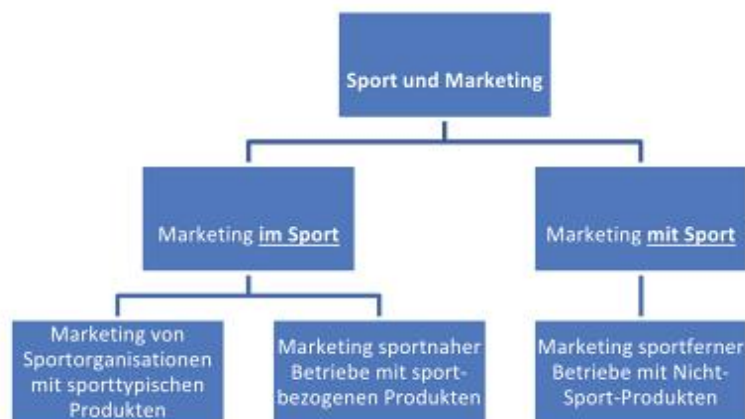 Sport und Marketing
Marketing im Sport
Marketing mit Sport
Marketing von
Sportorganisationen
mit sporttypischen
Produkten
Marketing sportnaher
Betriebe mit sport-
bezogenen Produkten
Marketing sportferner
Betriebe mit Nicht-
Sport-Produkten